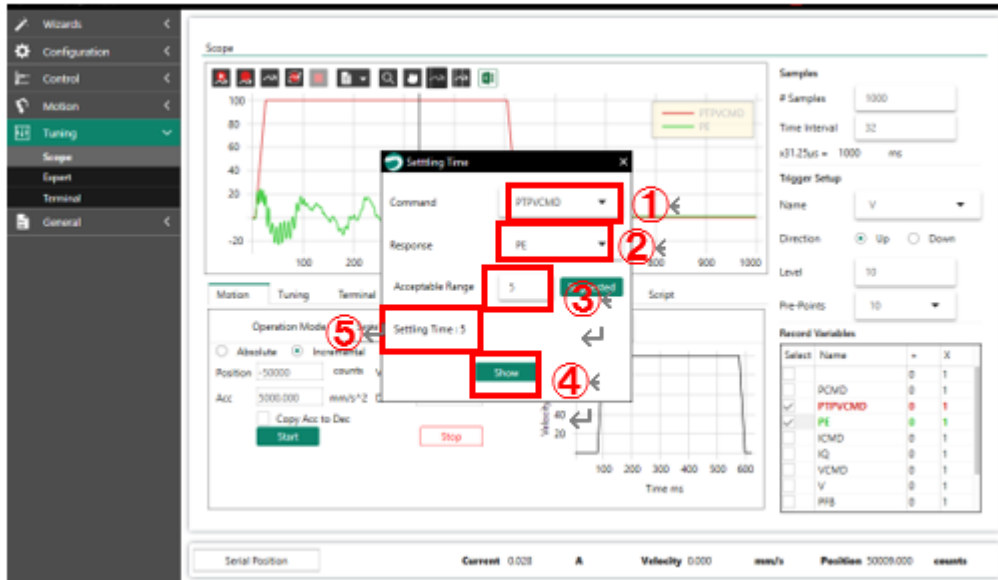 Wizards
Configuration
Control
Motion
Tuning
Scope
Expert
Terminal
General
Scope
100
80
60
40
20
-20
100 200 800 900 1000
PTPVCMD
PE
Settling Time
Command PTPVCMD ①
Response PE ②
Acceptable Range 5 ③
⑤ Settling Time : 5
Show ④
Motion Tuning Terminal Script
Operation Mode
Absolute Incremental
Position -50000 counts
Acc 5000.000 mm/s^2
Copy Acc to Dec
Start Stop
Velocity
40
20
100 200 300 400 500 600
Time ms
Samples
# Samples 1000
Time Interval 32
x31.25us = 1000 ms
Trigger Setup
Name V
Direction Up Down
Level 10
Pre-Points 10
Record Variables
Select Name + X
0 1
PCMD 0 1
PTPVCMD 0 1
PE 0 1
ICMD 0 1
IQ 0 1
VCMD 0 1
V 0 1
PFB 0 1
Serial Position Current 0.028 A Velocity 0.000 mm/s Position 50009.000 counts